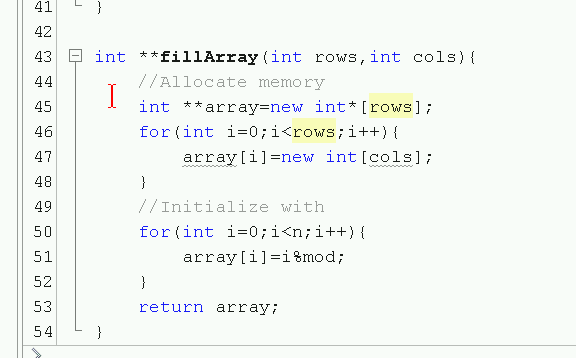 41 }
42
43 int **fillArray(int rows,int cols){
44 //Allocate memory
45 int **array=new int*[rows];
46 for(int i=0;i<rows;i++){
47 array[i]=new int[cols];
48 }
49 //Initialize with
50 for(int i=0;i<n;i++){
51 array[i]=i%mod;
52 }
53 return array;
54 }